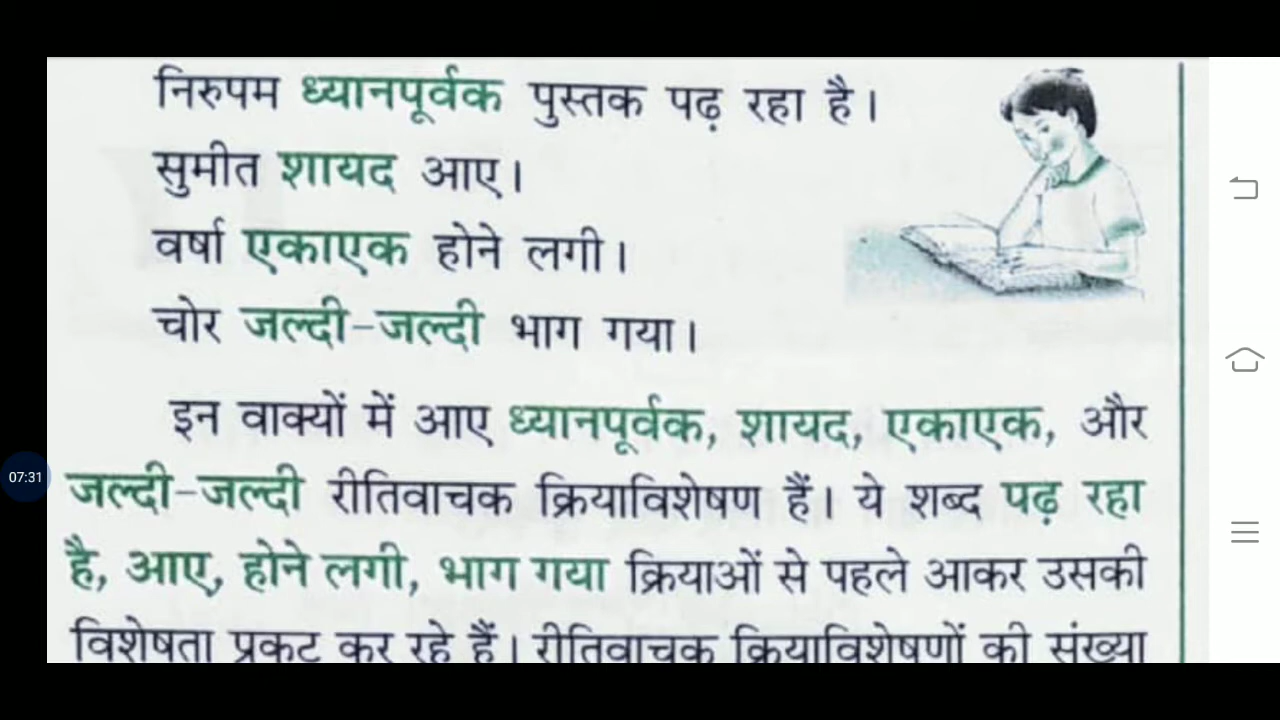 निरुपम ध्यानपूर्वक पुस्तक पढ़ रहा है।
सुमीत शायद आए।
वर्षा एकाएक होने लगी।
चोर जल्दी-जल्दी भाग गया।
इन वाक्यों में आए ध्यानपूर्वक, शायद, एकाएक, और
जल्दी-जल्दी रीतिवाचक क्रियाविशेषण हैं। ये शब्द पढ़ रहा
है, आए, होने लगी, भाग गया क्रियाओं से पहले आकर उसकी
विशेषता प्रकट कर रहे हैं। रीतिवाचक क्रियाविशेषणों की संख्या
07:31